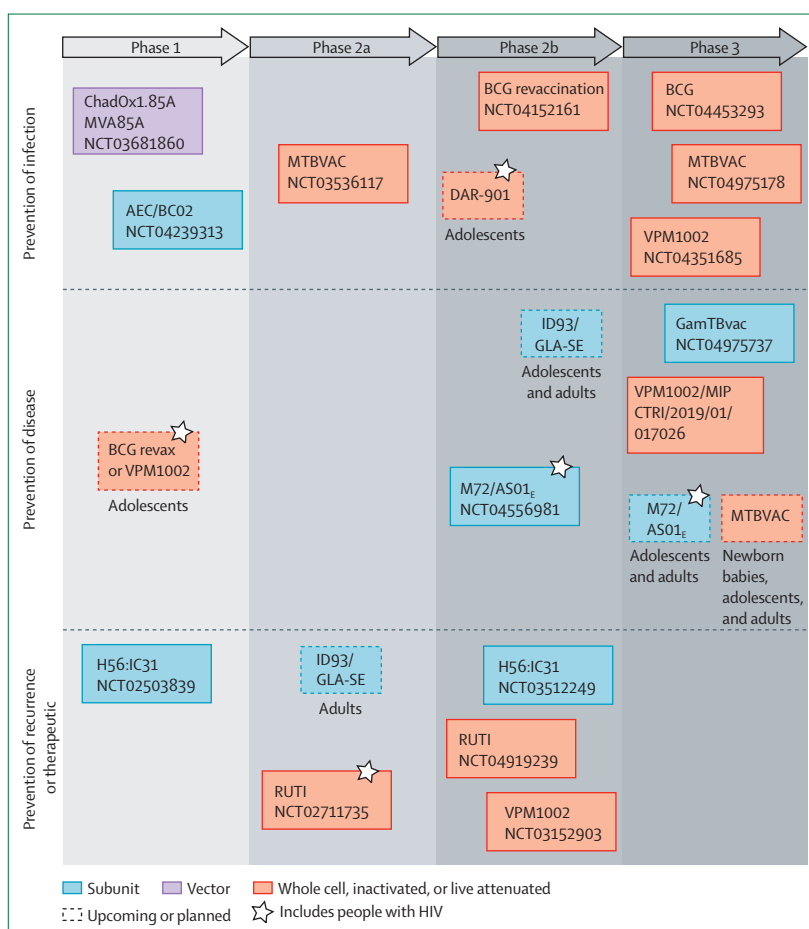 Phase 1
Phase 2a
Phase 2b
Phase 3
Prevention of infection
ChadOx1.85A
MVA85A
NCT03681860
AEC/BC02
NCT04239313
MTBVAC
NCT03536117
BCG revaccination
NCT04152161
DAR-901
Adolescents
BCG
NCT04453293
MTBVAC
NCT04975178
VPM1002
NCT04351685
Prevention of disease
BCG revax
or VPM1002
Adolescents
ID93/
GLA-SE
Adolescents
and adults
M72/AS01E
NCT04556981
GamTBvac
NCT04975737
VPM1002/MIP
CTRI/2019/01/
017026
M72/
AS01E
Adolescents
and adults
MTBVAC
Newborn
babies,
adolescents,
and adults
Prevention of recurrence
or therapeutic
H56:IC31
NCT02503839
ID93/
GLA-SE
Adults
RUTI
NCT02711735
H56:IC31
NCT03512249
RUTI
NCT04919239
VPM1002
NCT03152903
Subunit
Vector
Whole cell, inactivated, or live attenuated
Upcoming or planned
Includes people with HIV